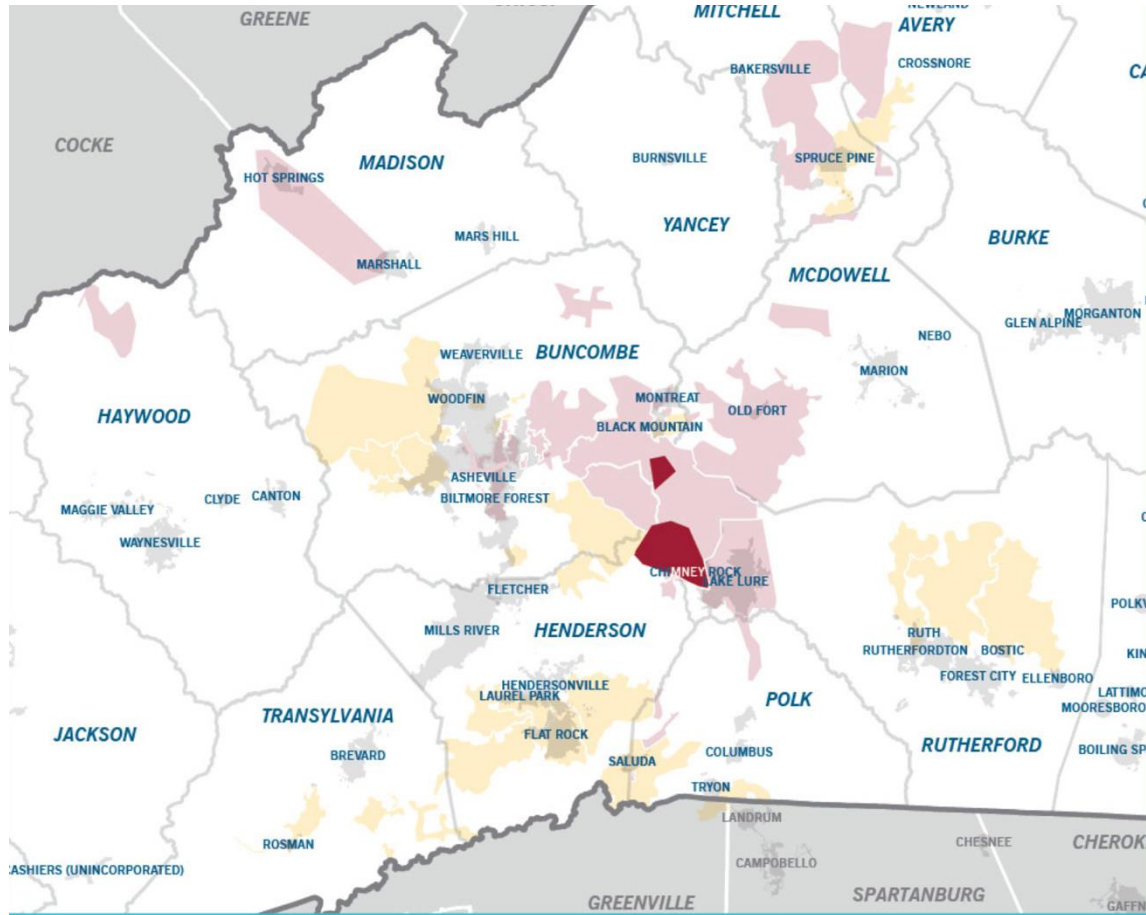 GREENE
MITCHELL
AVERY
CROSSNORE
BAKERSVILLE
COCKE
MADISON
HOT SPRINGS
BURNSVILLE
SPRUCE PINE
YANCEY
MARS HILL
BURKE
MARSHALL
MCDOWELL
MORGANTON
GLEN ALPINE
NEBO
WEAVERVILLE
BUNCOMBE
MARION
WOODFIN
MONTREAT
OLD FORT
HAYWOOD
BLACK MOUNTAIN
ASHEVILLE
CLYDE
CANTON
BILTMORE FOREST
MAGGIE VALLEY
WAYNESVILLE
CHIMNEY ROCK
LAKE LURE
FLETCHER
MILLS RIVER
HENDERSON
RUTH
RUTHERFORDTON
BOSTIC
FOREST CITY
ELLENBORO
HENDERSONVILLE
LAUREL PARK
POLK
TRANSYLVANIA
JACKSON
FLAT ROCK
RUTHERFORD
BREVARD
SALUDA
COLUMBUS
TRYON
LANDRUM
ROSMAN
CHESNEE
CAMPOBELLO
CASHIERS (UNINCORPORATED)
GREENVILLE
SPARTANBURG